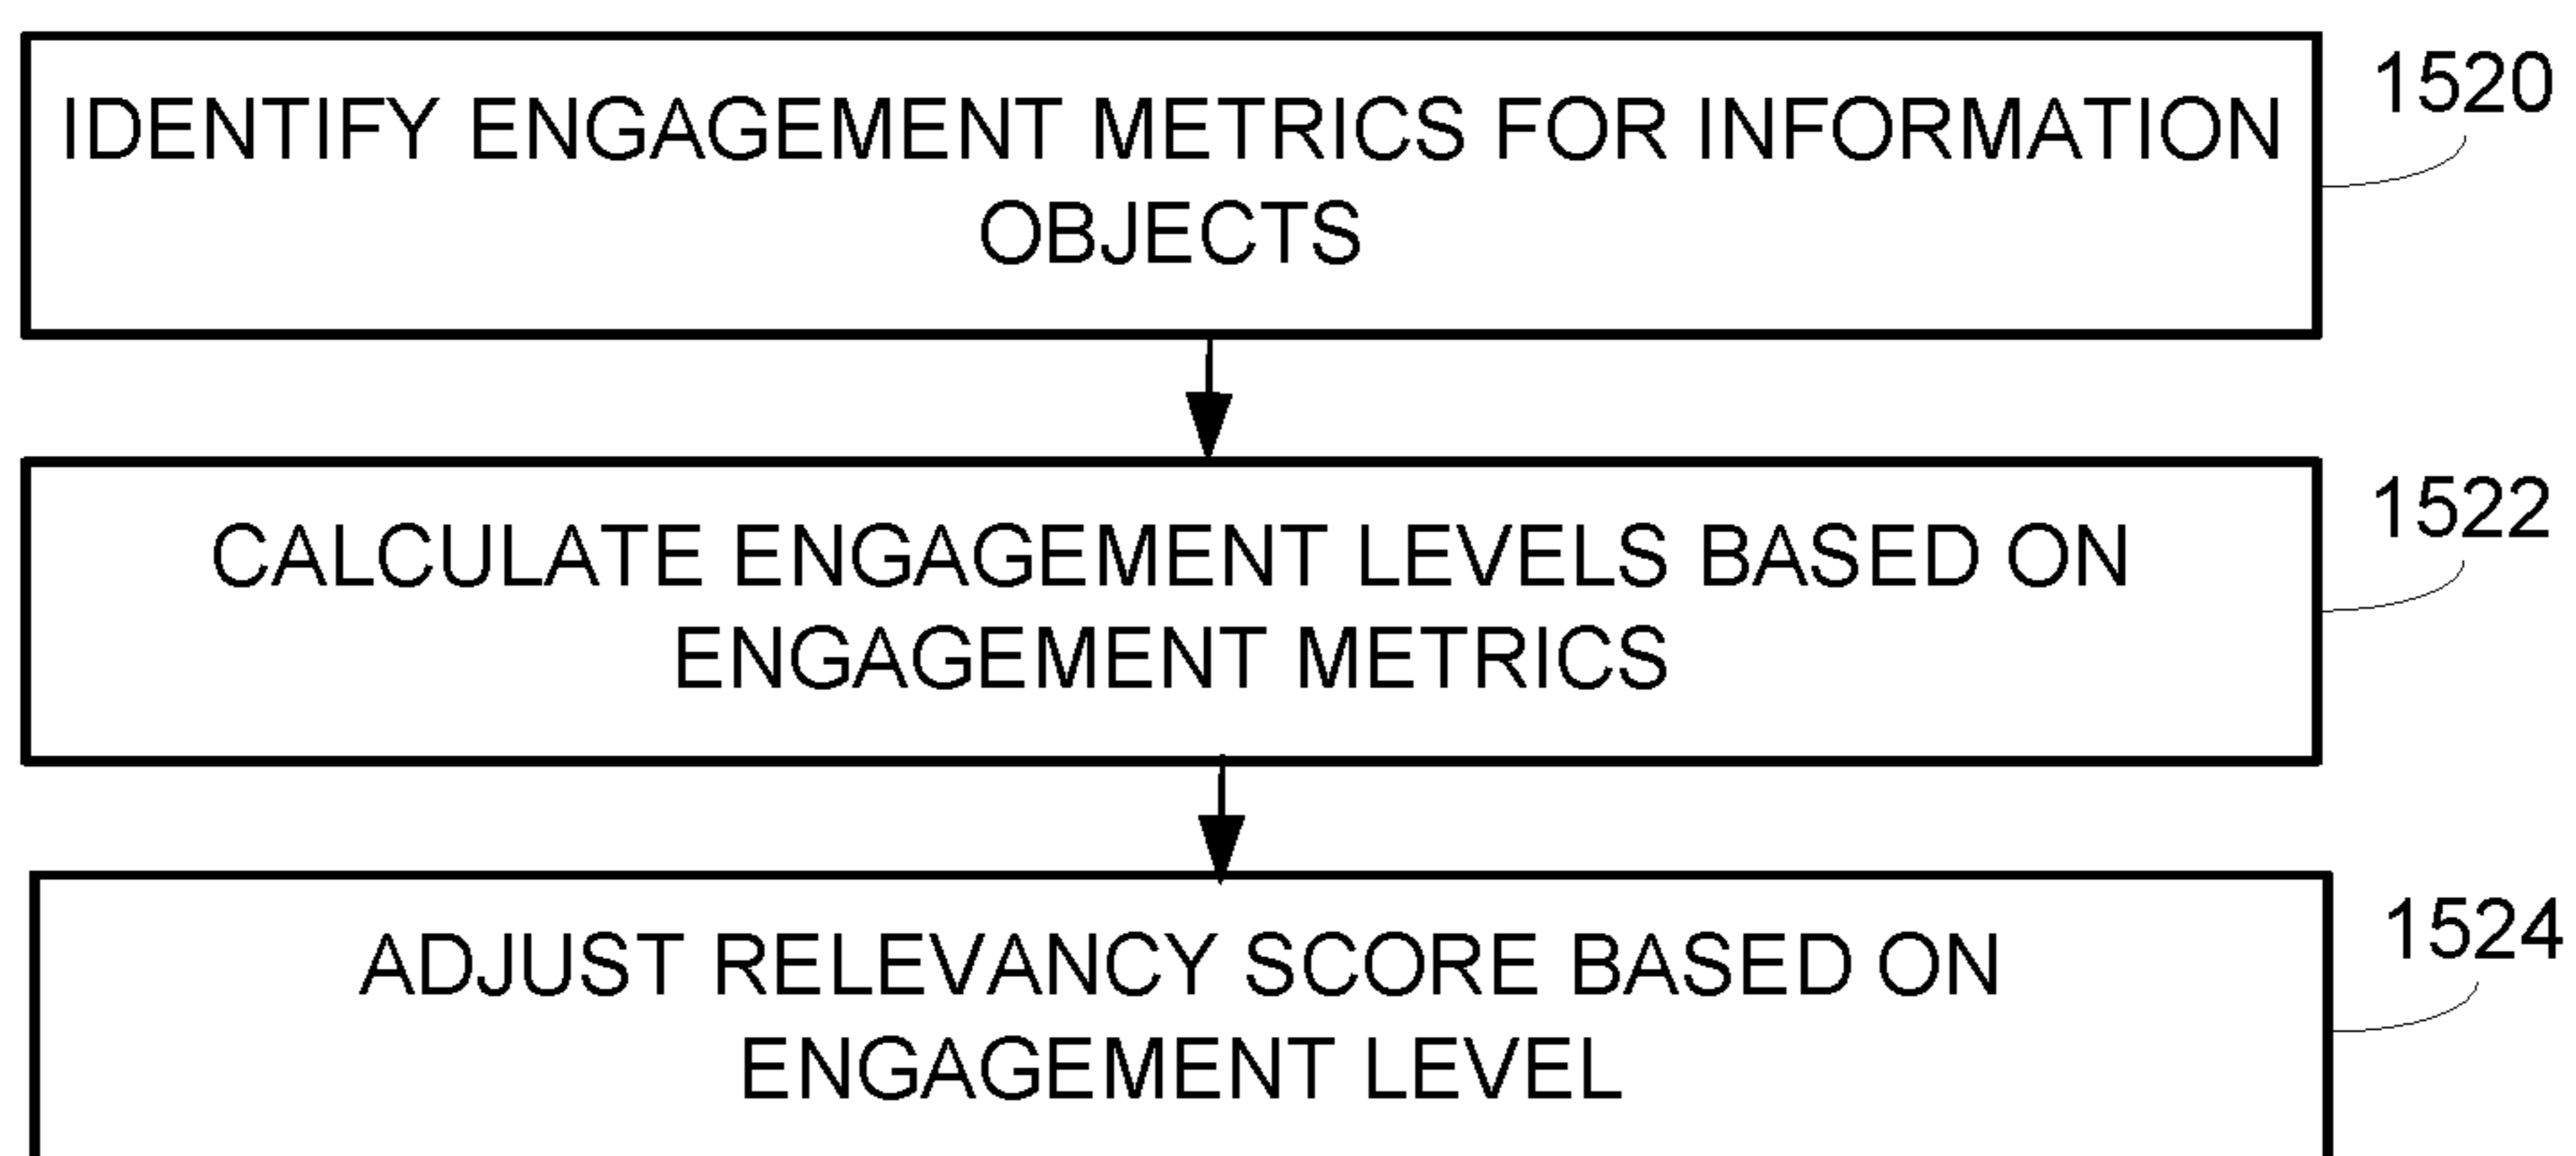 IDENTIFY ENGAGEMENT METRICS FOR INFORMATION
OBJECTS
1520
CALCULATE ENGAGEMENT LEVELS BASED ON
ENGAGEMENT METRICS
1522
ADJUST RELEVANCY SCORE BASED ON
ENGAGEMENT LEVEL
1524